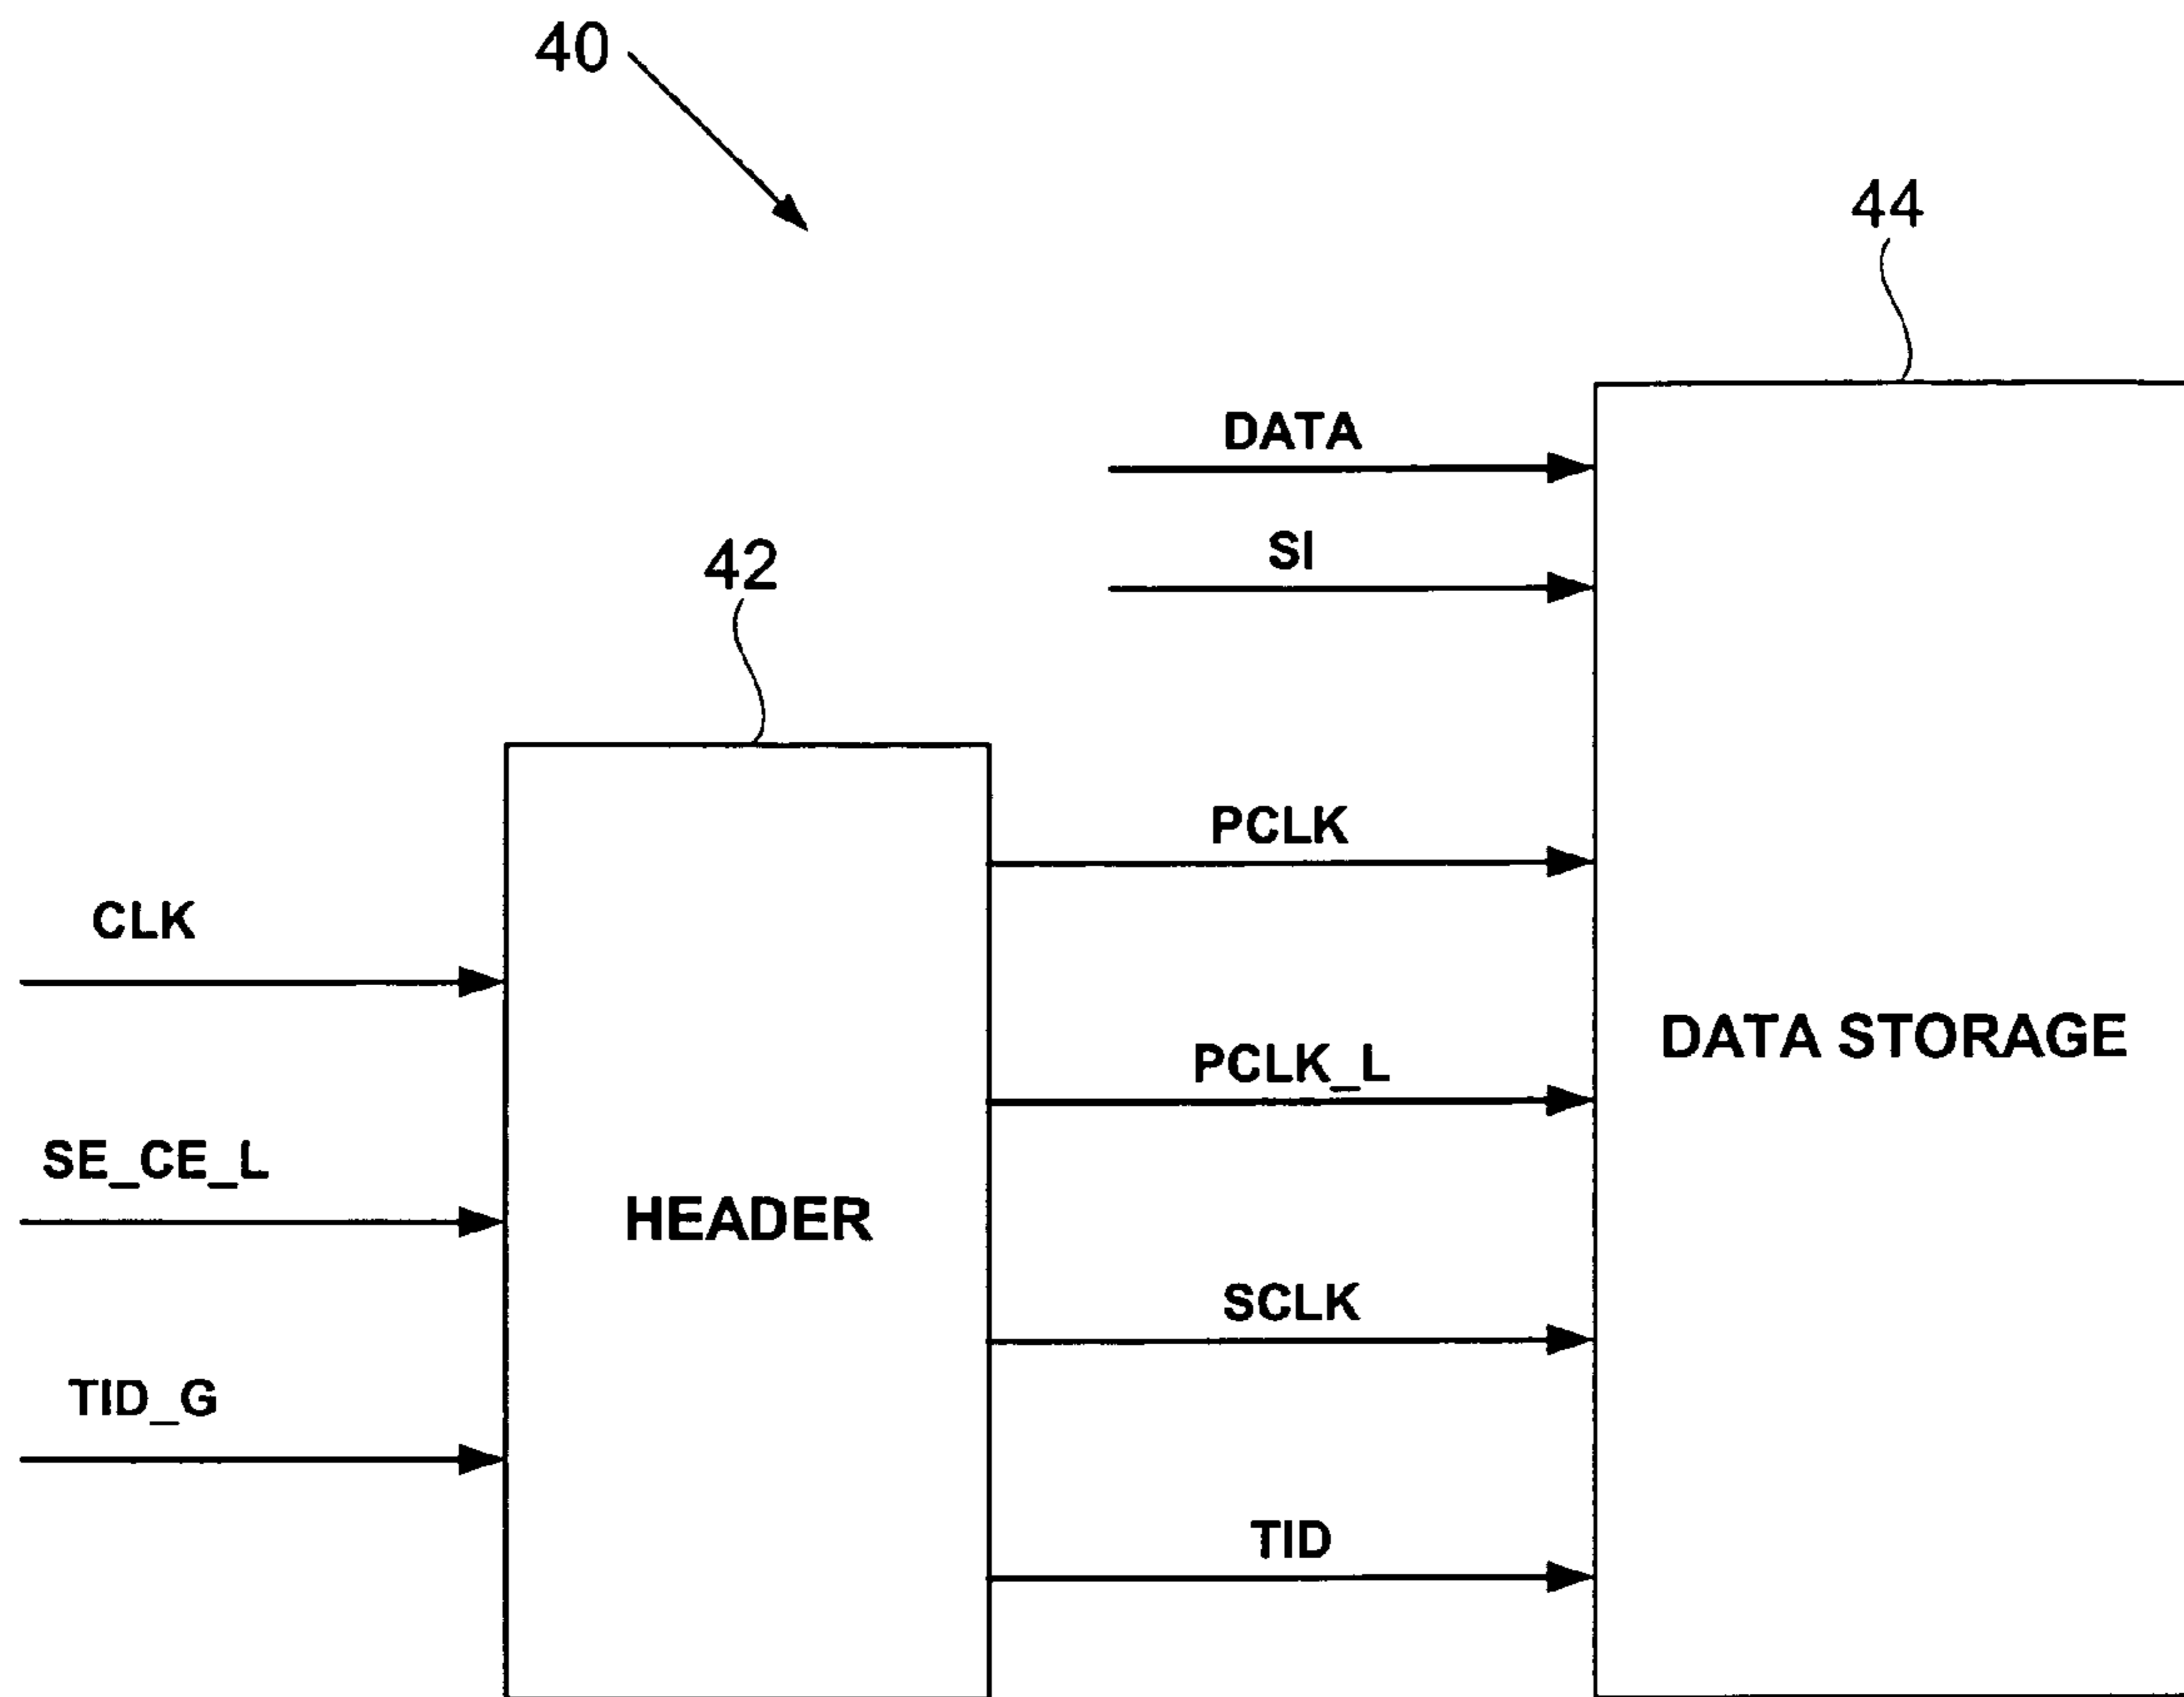 40
44
DATA
SI
42
PCLK
CLK
PCLK_L
DATA STORAGE
SE_CE_L
HEADER
SCLK
TID_G
TID